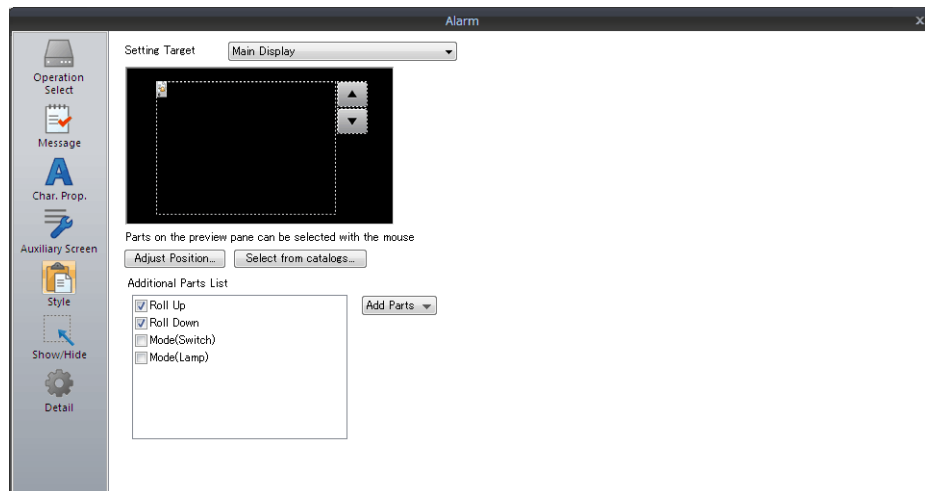 Alarm
x
Operation
Select
Message
Char. Prop.
Auxiliary Screen
Style
Show/Hide
Detail
Setting Target
Main Display
Parts on the preview pane can be selected with the mouse
Adjust Position...
Select from catalogs...
Additional Parts List
Roll Up
Roll Down
Mode(Switch)
Mode(Lamp)
Add Parts